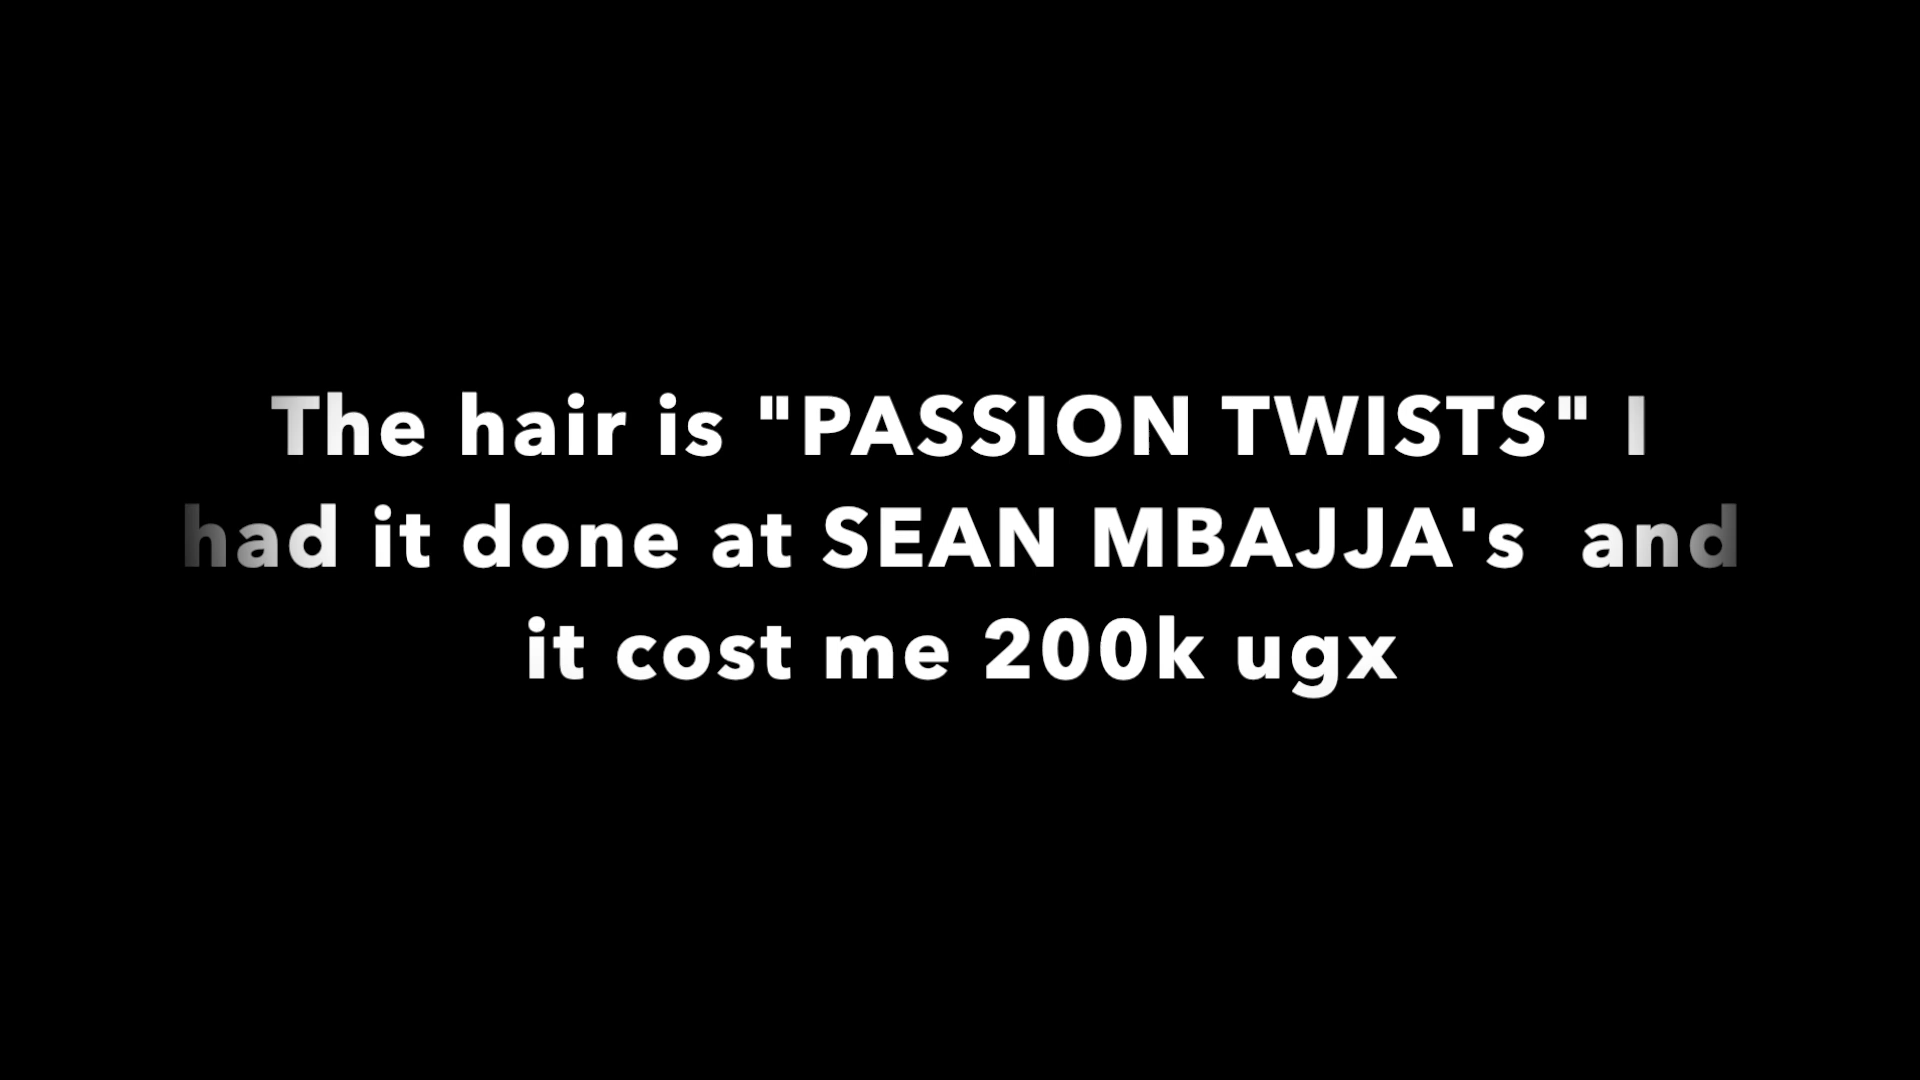 The hair is "PASSION TWISTS" I
had it done at SEAN MBAJJA's  and
it cost me 200k ugx